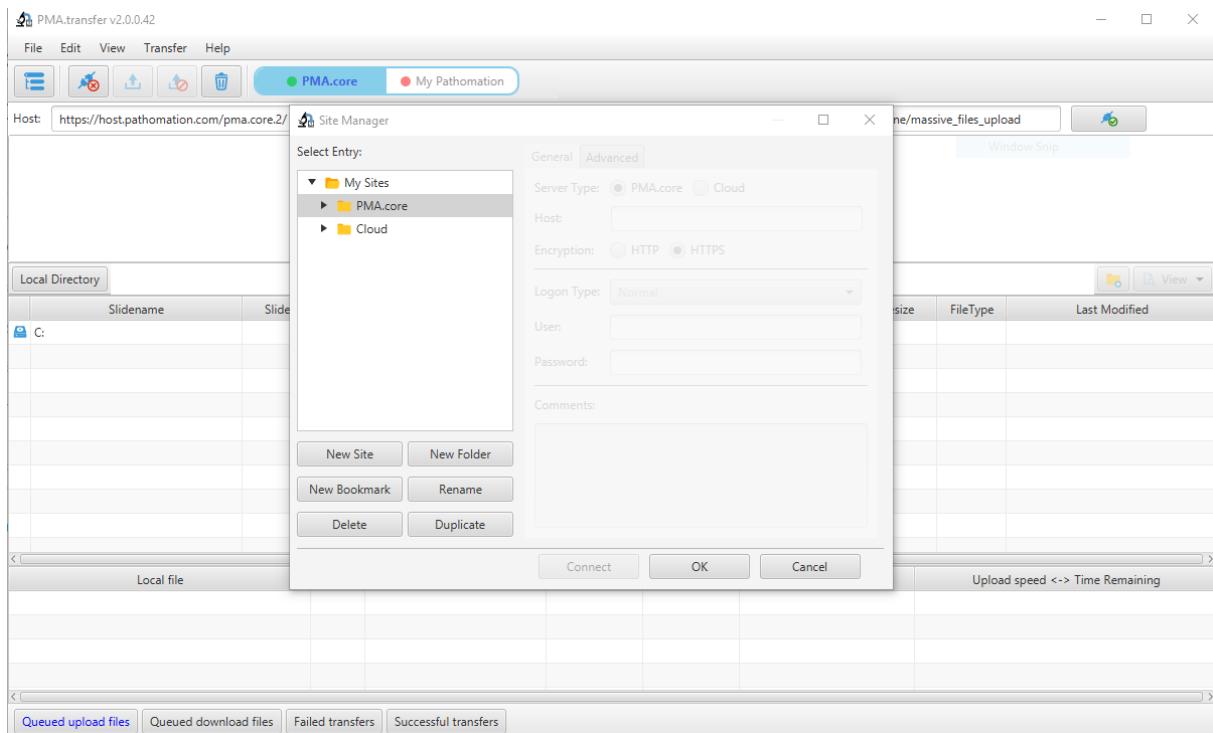 PMA.transfer v2.0.0.42
File Edit View Transfer Help
PMA.core My Pathomation
Host: https://host.pathomation.com/pma.core.2/ ne/massive_files_upload
Site Manager
Window Snip
Select Entry:
General Advanced
My Sites
Server Type: PMA.core Cloud
PMA.core
Host:
Cloud
Encryption: HTTP HTTPS
Local Directory
View
Logon Type: Normal
Slidename Slide size FileType Last Modified
User:
C:
Password:
Comments:
New Site New Folder
New Bookmark Rename
Delete Duplicate
Connect OK Cancel
Local file Upload speed <-> Time Remaining
Queued upload files Queued download files Failed transfers Successful transfers